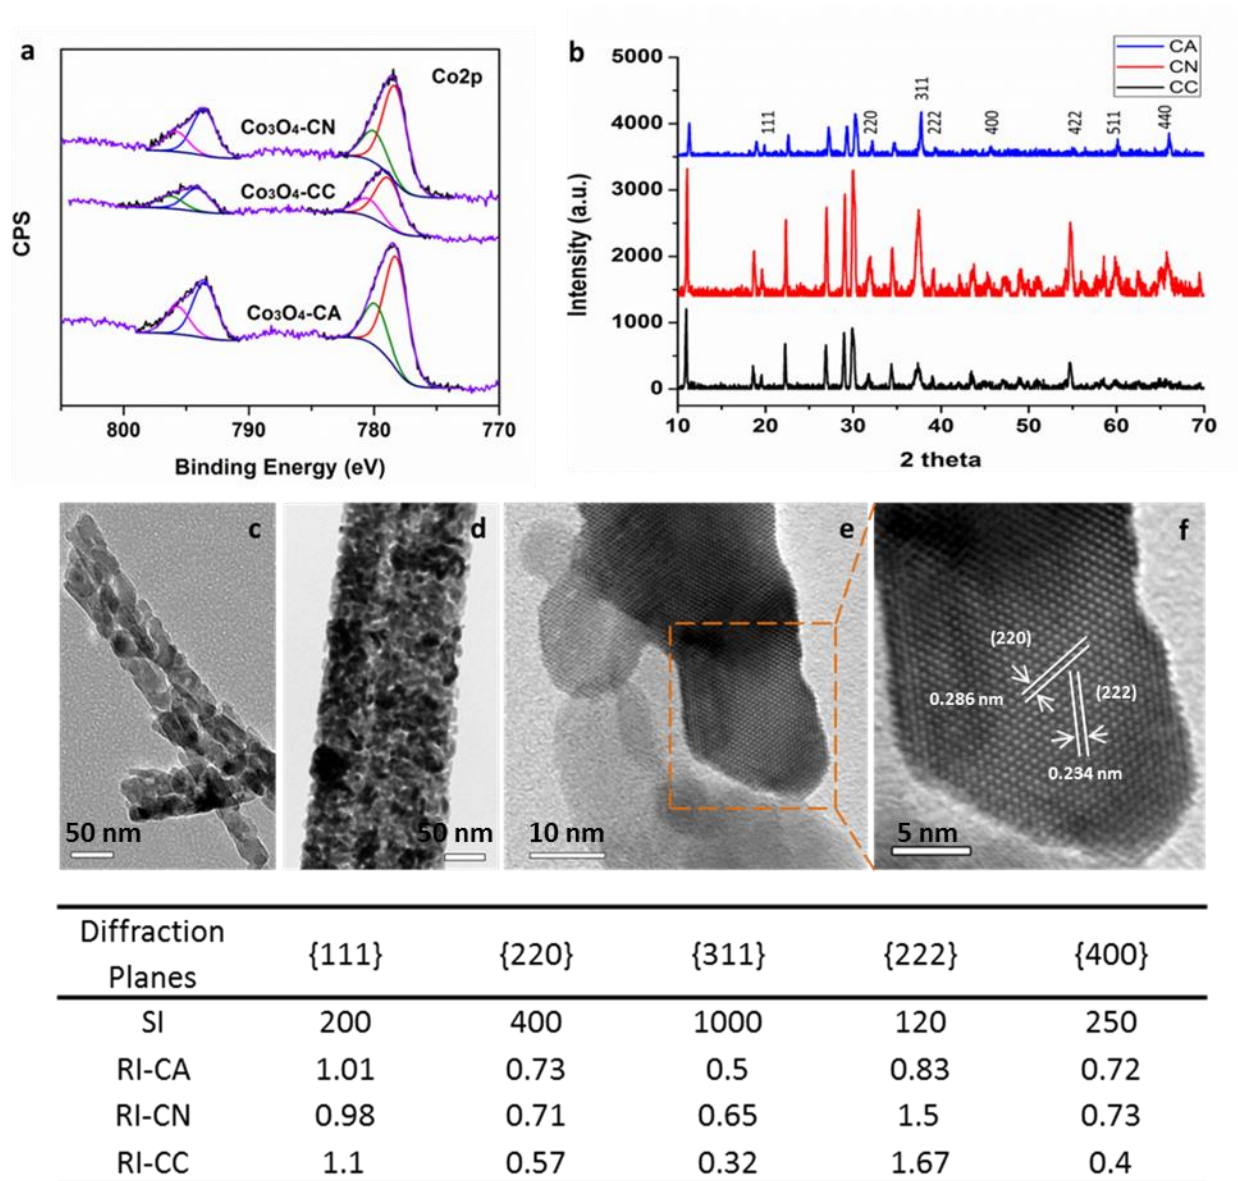 a
Co2p
Co₃O₄-CN
Co₃O₄-CC
Co₃O₄-CA
CPS
800 790 780 770
Binding Energy (eV)
b
CA
CN
CC
5000
4000
3000
2000
1000
0
Intensity (a.u.)
111 220 311 222 400 422 511 440
10 20 30 40 50 60 70
2 theta
c
50 nm
d
50 nm
e
10 nm
f
(220)
0.286 nm
(222)
0.234 nm
5 nm
Diffraction
Planes {111} {220} {311} {222} {400}
SI 200 400 1000 120 250
RI-CA 1.01 0.73 0.5 0.83 0.72
RI-CN 0.98 0.71 0.65 1.5 0.73
RI-CC 1.1 0.57 0.32 1.67 0.4